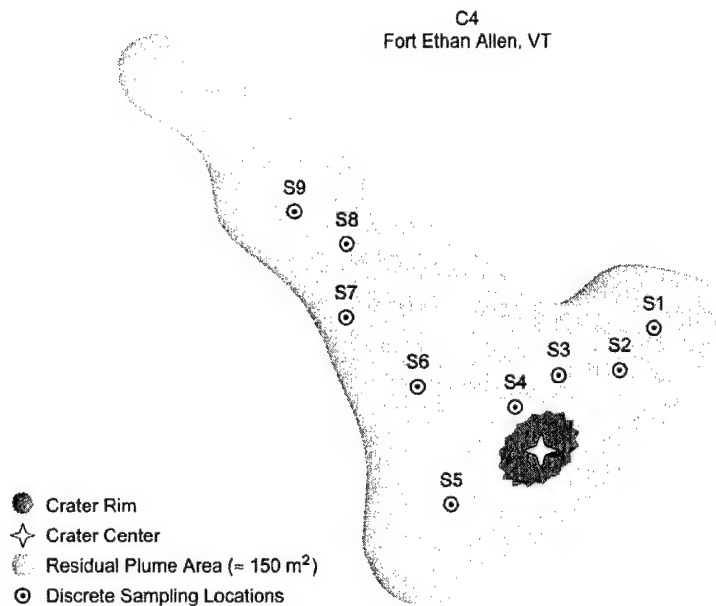 C4
Fort Ethan Allen, VT
S9
S8
S7
S1
S6
S3
S2
S4
S5
Crater Rim
Crater Center
Residual Plume Area (≈ 150 m²)
Discrete Sampling Locations